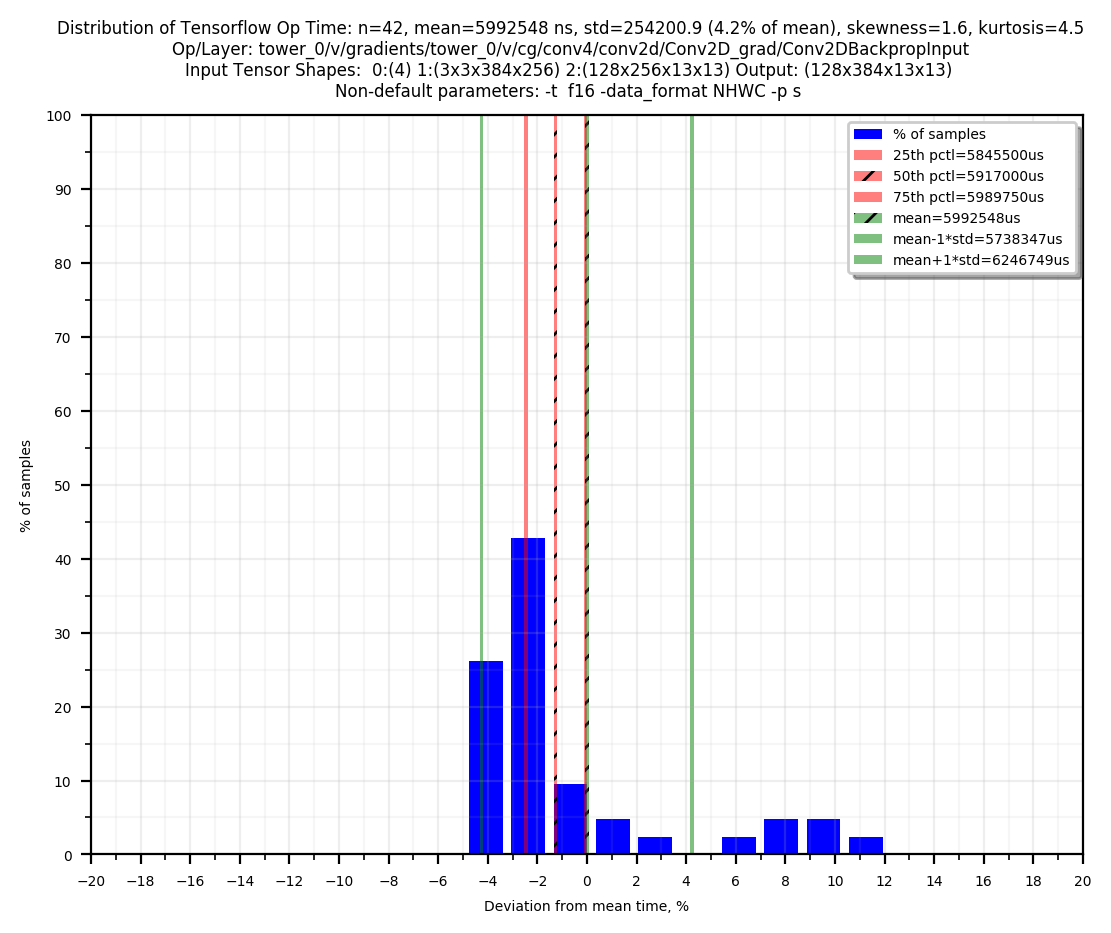 Distribution of Tensorflow Op Time: n=42, mean=5992548 ns, std=254200.9 (4.2% of mean), skewness=1.6, kurtosis=4.5
Op/Layer: tower_0/v/gradients/tower_0/v/cg/conv4/conv2d/Conv2D_grad/Conv2DBackpropInput
Input Tensor Shapes:  0:(4) 1:(3x3x384x256) 2:(128x256x13x13) Output: (128x384x13x13)
Non-default parameters: -t  f16 -data_format NHWC -p s
% of samples
25th pctl=5845500us
50th pctl=5917000us
75th pctl=5989750us
mean=5992548us
mean-1*std=5738347us
mean+1*std=6246749us
100
90
80
70
60
50
40
30
20
10
0
% of samples
−20 −18 −16 −14 −12 −10 −8 −6 −4 −2 0 2 4 6 8 10 12 14 16 18 20
Deviation from mean time, %